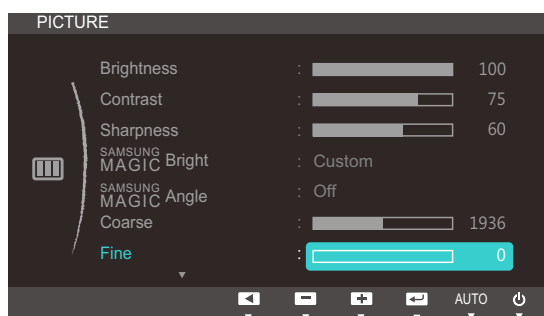 PICTURE
Brightness : 100
Contrast : 75
Sharpness : 60
SAMSUNG MAGIC Bright : Custom
SAMSUNG MAGIC Angle : Off
Coarse : 1936
Fine : 0
AUTO